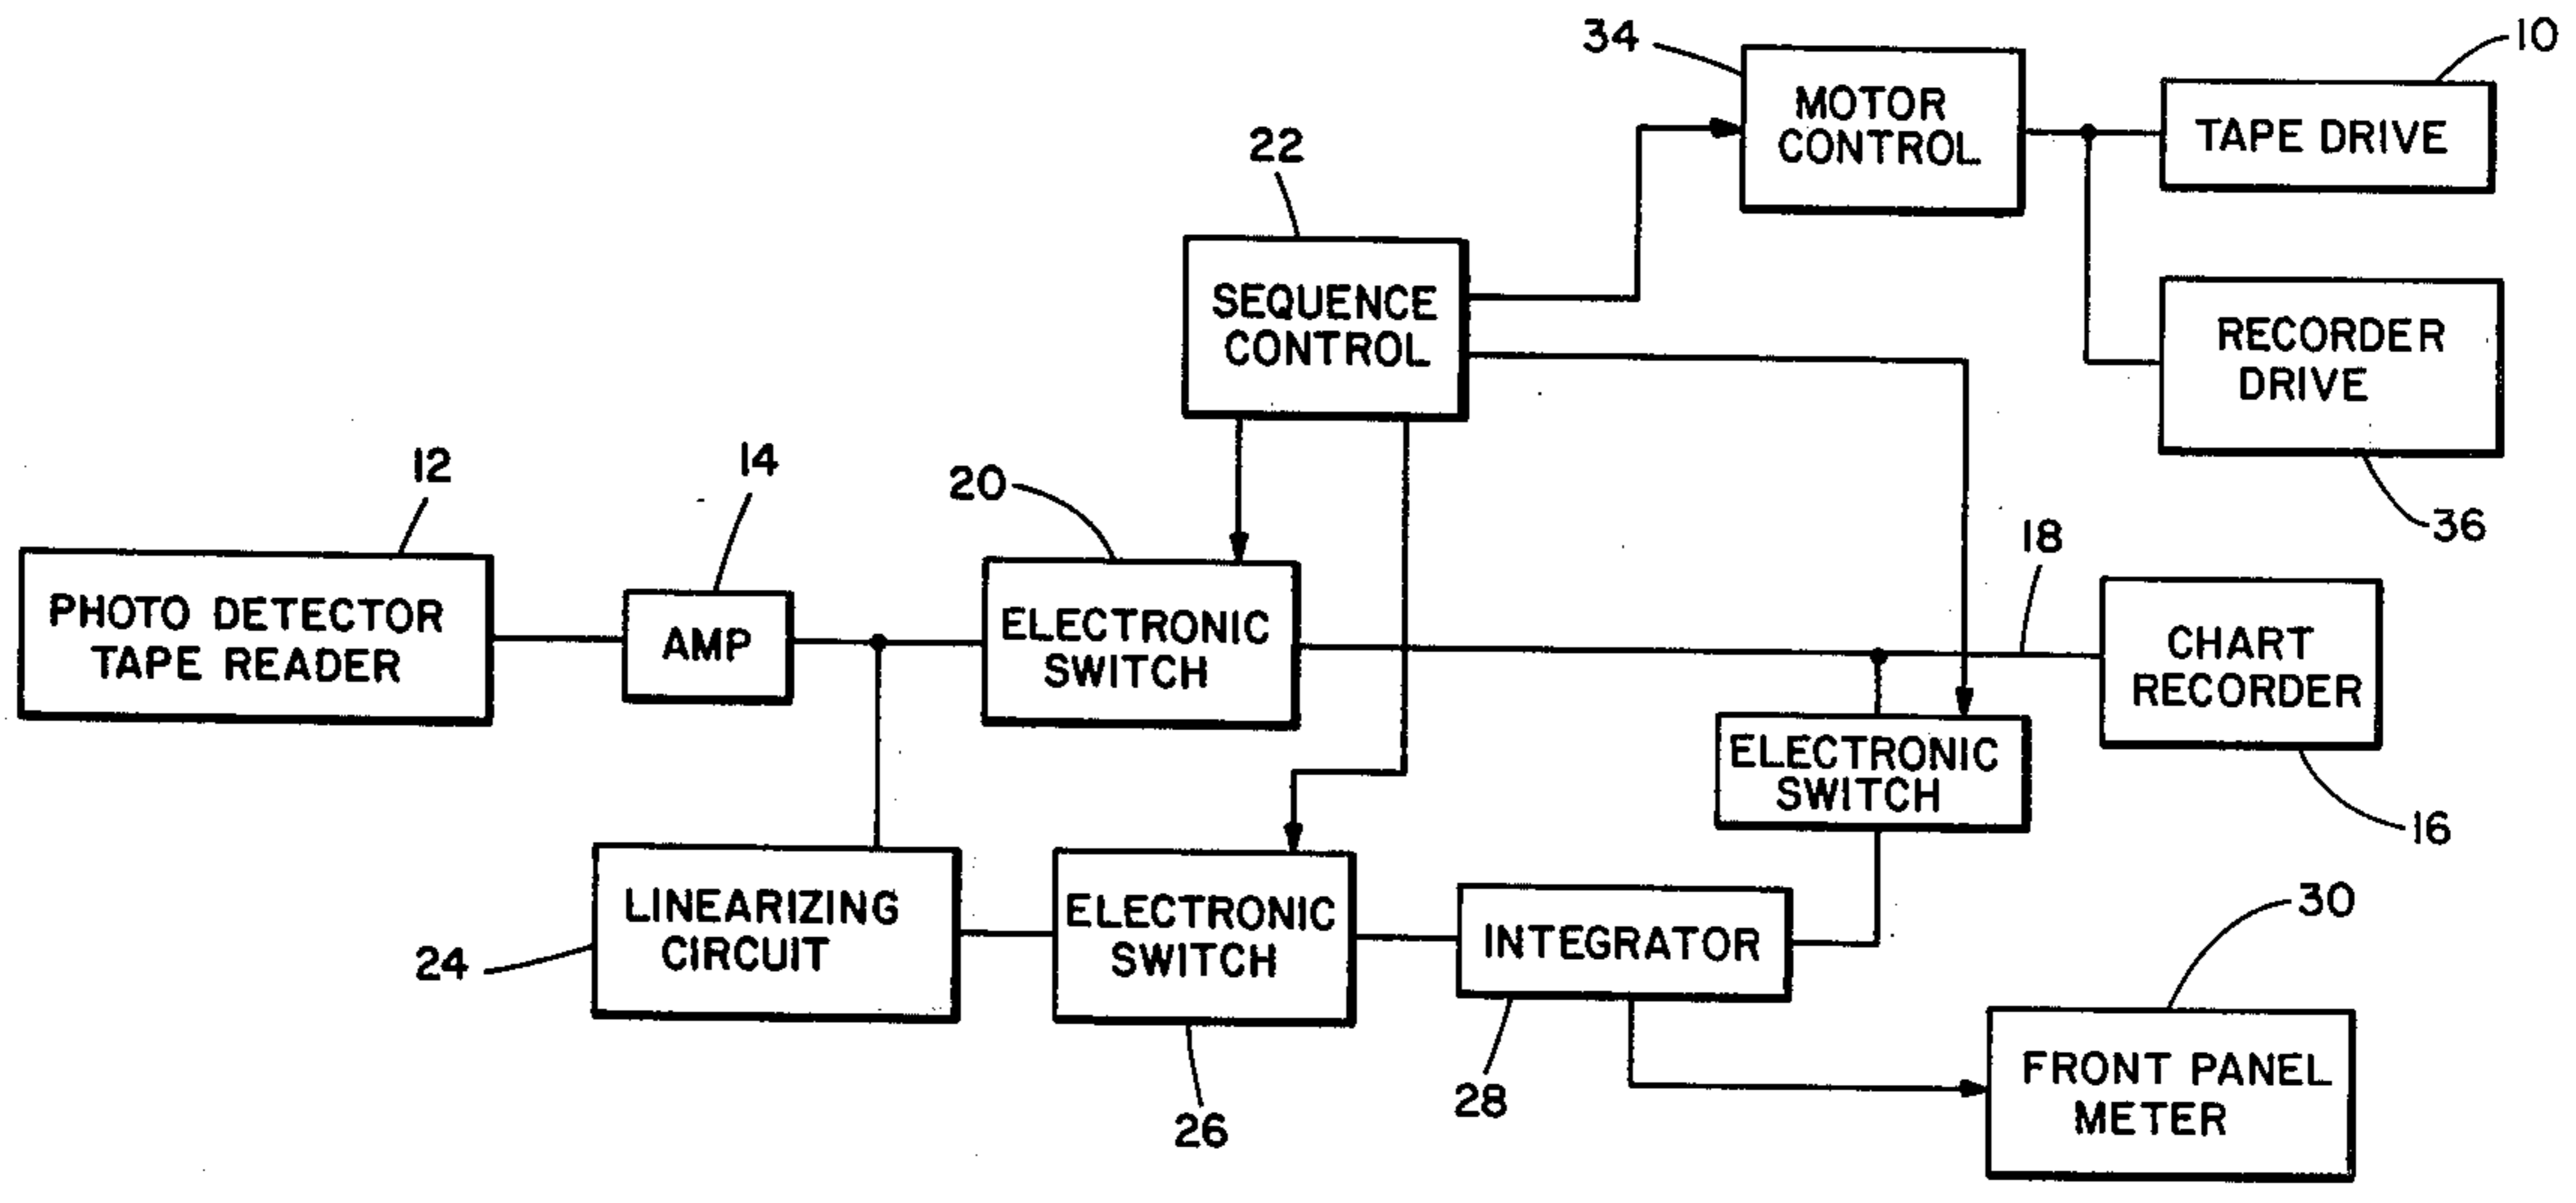 34
10
MOTOR
CONTROL
TAPE DRIVE
22
SEQUENCE
CONTROL
RECORDER
DRIVE
36
12
14
20
18
PHOTO DETECTOR
TAPE READER
AMP
ELECTRONIC
SWITCH
CHART
RECORDER
ELECTRONIC
SWITCH
16
LINEARIZING
CIRCUIT
24
ELECTRONIC
SWITCH
26
INTEGRATOR
28
30
FRONT PANEL
METER